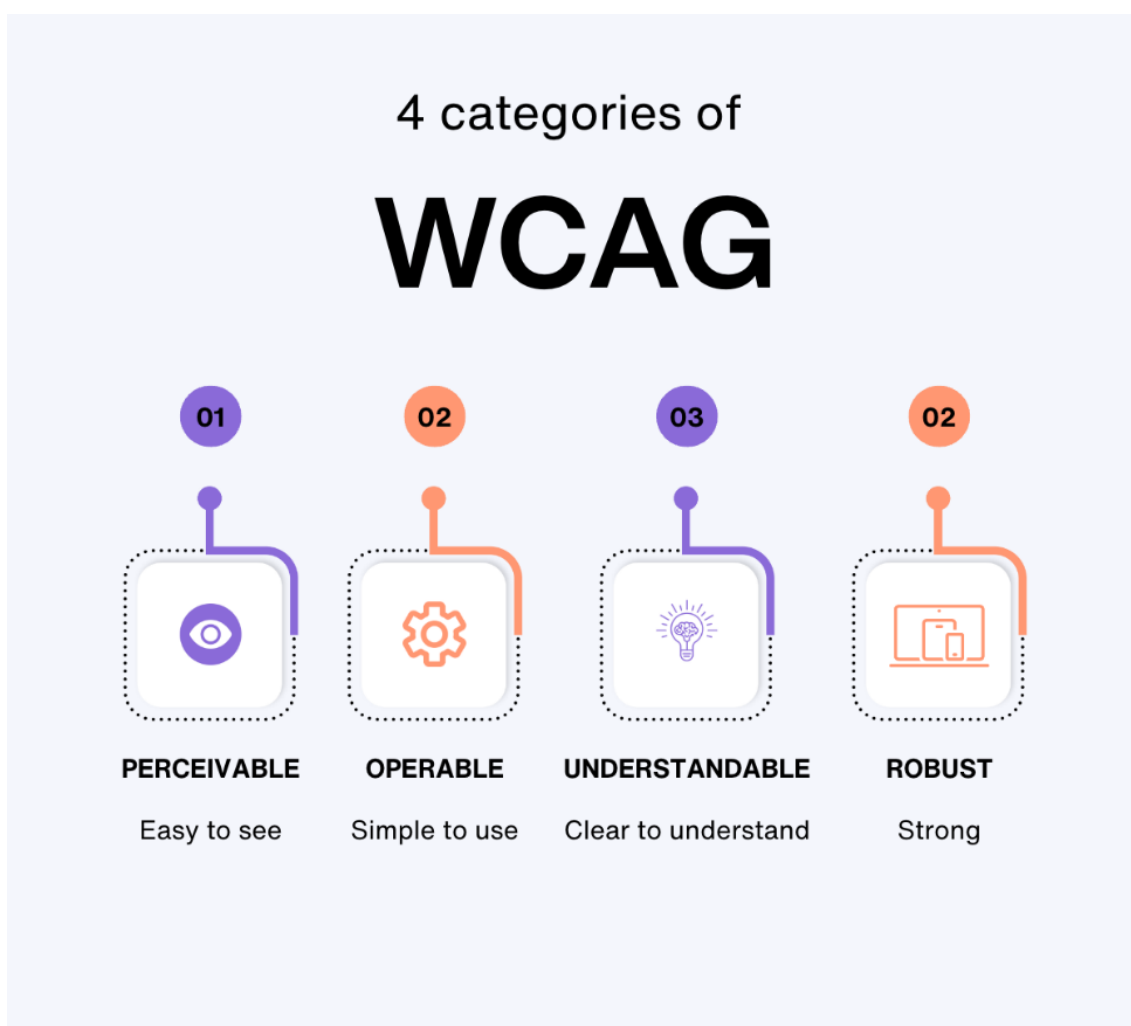 4 categories of
WCAG
01 02 03 02
PERCEIVABLE OPERABLE UNDERSTANDABLE ROBUST
Easy to see Simple to use Clear to understand Strong